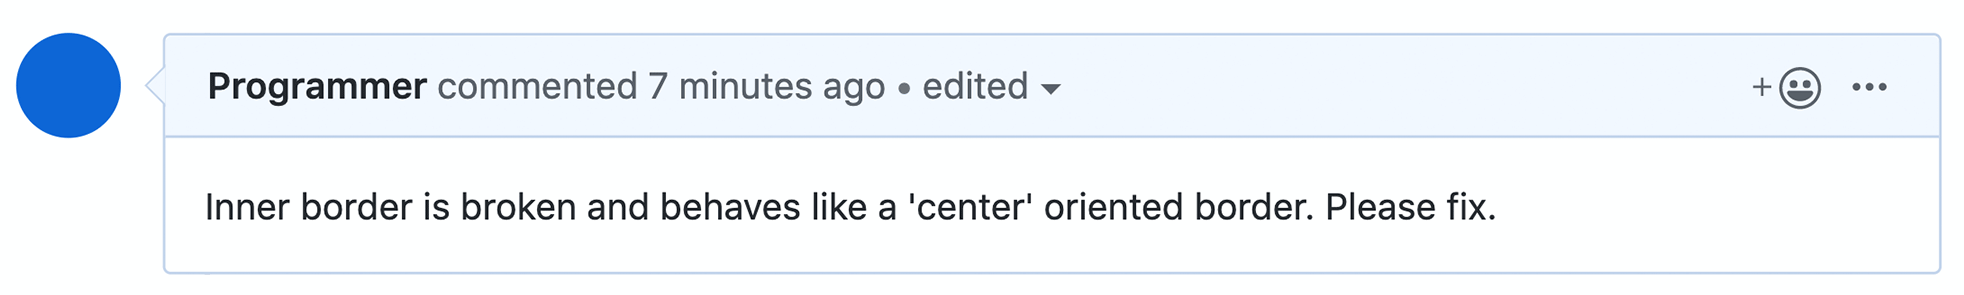 Programmer commented 7 minutes ago • edited
Inner border is broken and behaves like a 'center' oriented border. Please fix.